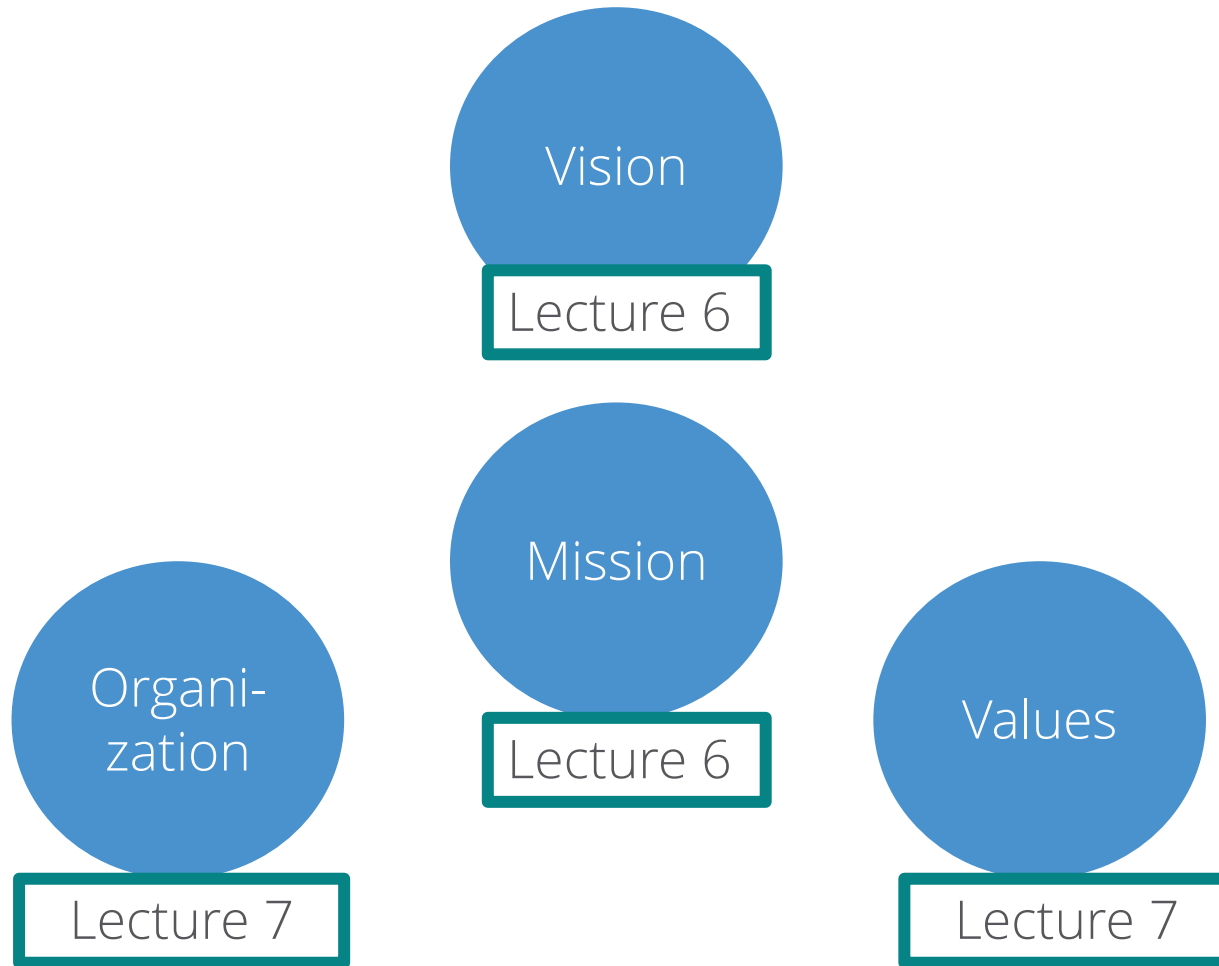 Vision
Lecture 6
Mission
Lecture 6
Organi-
zation
Lecture 7
Values
Lecture 7